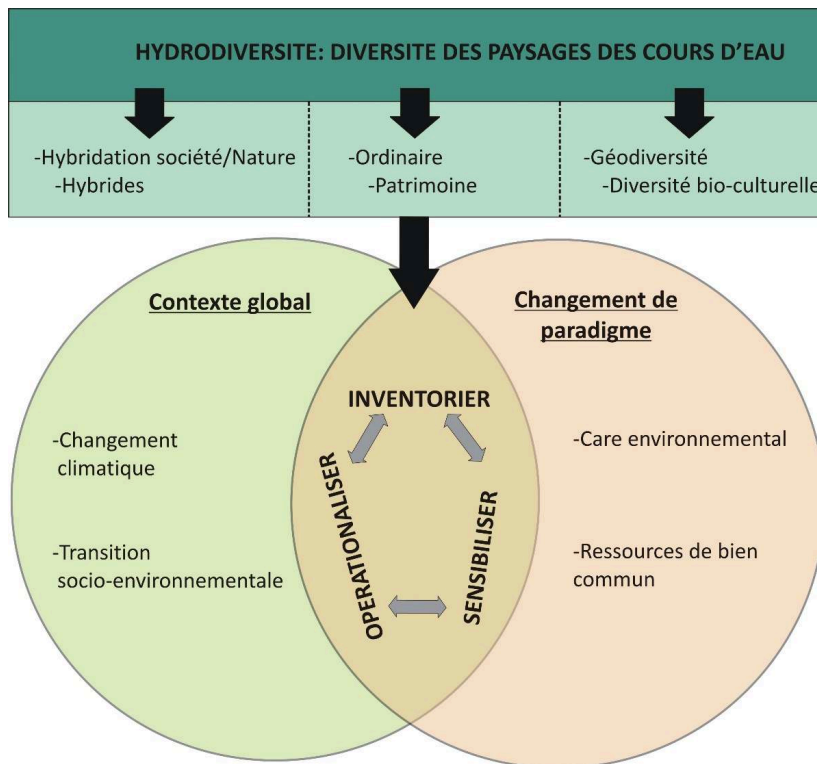 HYDRODIVERSITE: DIVERSITE DES PAYSAGES DES COURS D'EAU
-Hybridation société/Nature
-Hybrides
-Ordinaire
-Patrimoine
-Géodiversité
-Diversité bio-culturelle
Contexte global
-Changement
climatique
-Transition
socio-environnementale
INVENTORIER
OPERATIONALISER
SENSIBILISER
Changement de
paradigme
-Care environnemental
-Ressources de bien
commun